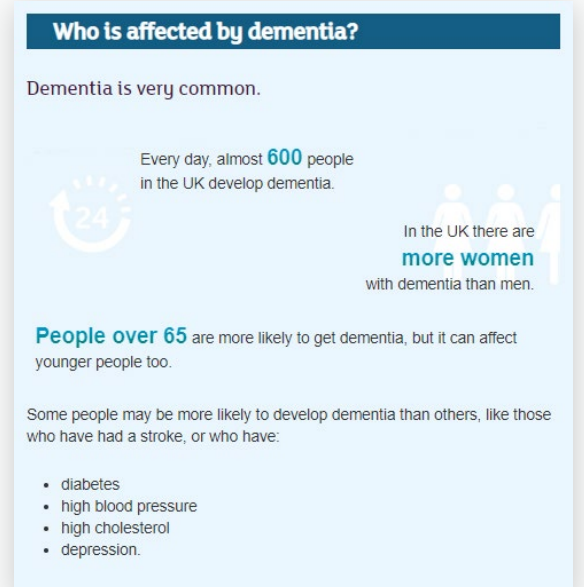 Who is affected by dementia?
Dementia is very common.
Every day, almost 600 people
in the UK develop dementia.
24
In the UK there are
more women
with dementia than men.
People over 65 are more likely to get dementia, but it can affect
younger people too.
Some people may be more likely to develop dementia than others, like those
who have had a stroke, or who have:
• diabetes
• high blood pressure
• high cholesterol
• depression.